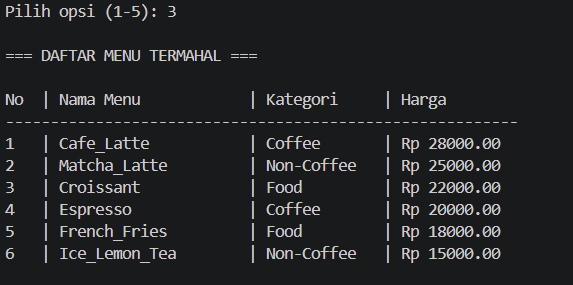 Pilih opsi (1-5): 3
=== DAFTAR MENU TERMAHAL ===
No  | Nama Menu            | Kategori     | Harga
---------------------------------------------------------
1   | Cafe_Latte           | Coffee       | Rp 28000.00
2   | Matcha_Latte         | Non-Coffee   | Rp 25000.00
3   | Croissant            | Food         | Rp 22000.00
4   | Espresso             | Coffee       | Rp 20000.00
5   | French_Fries         | Food         | Rp 18000.00
6   | Ice_Lemon_Tea        | Non-Coffee   | Rp 15000.00